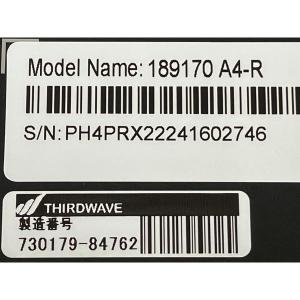 Model Name: 189170 A4-R
S/N: PH4PRX22241602746
THIRDWAVE
製造番号
730179-84762